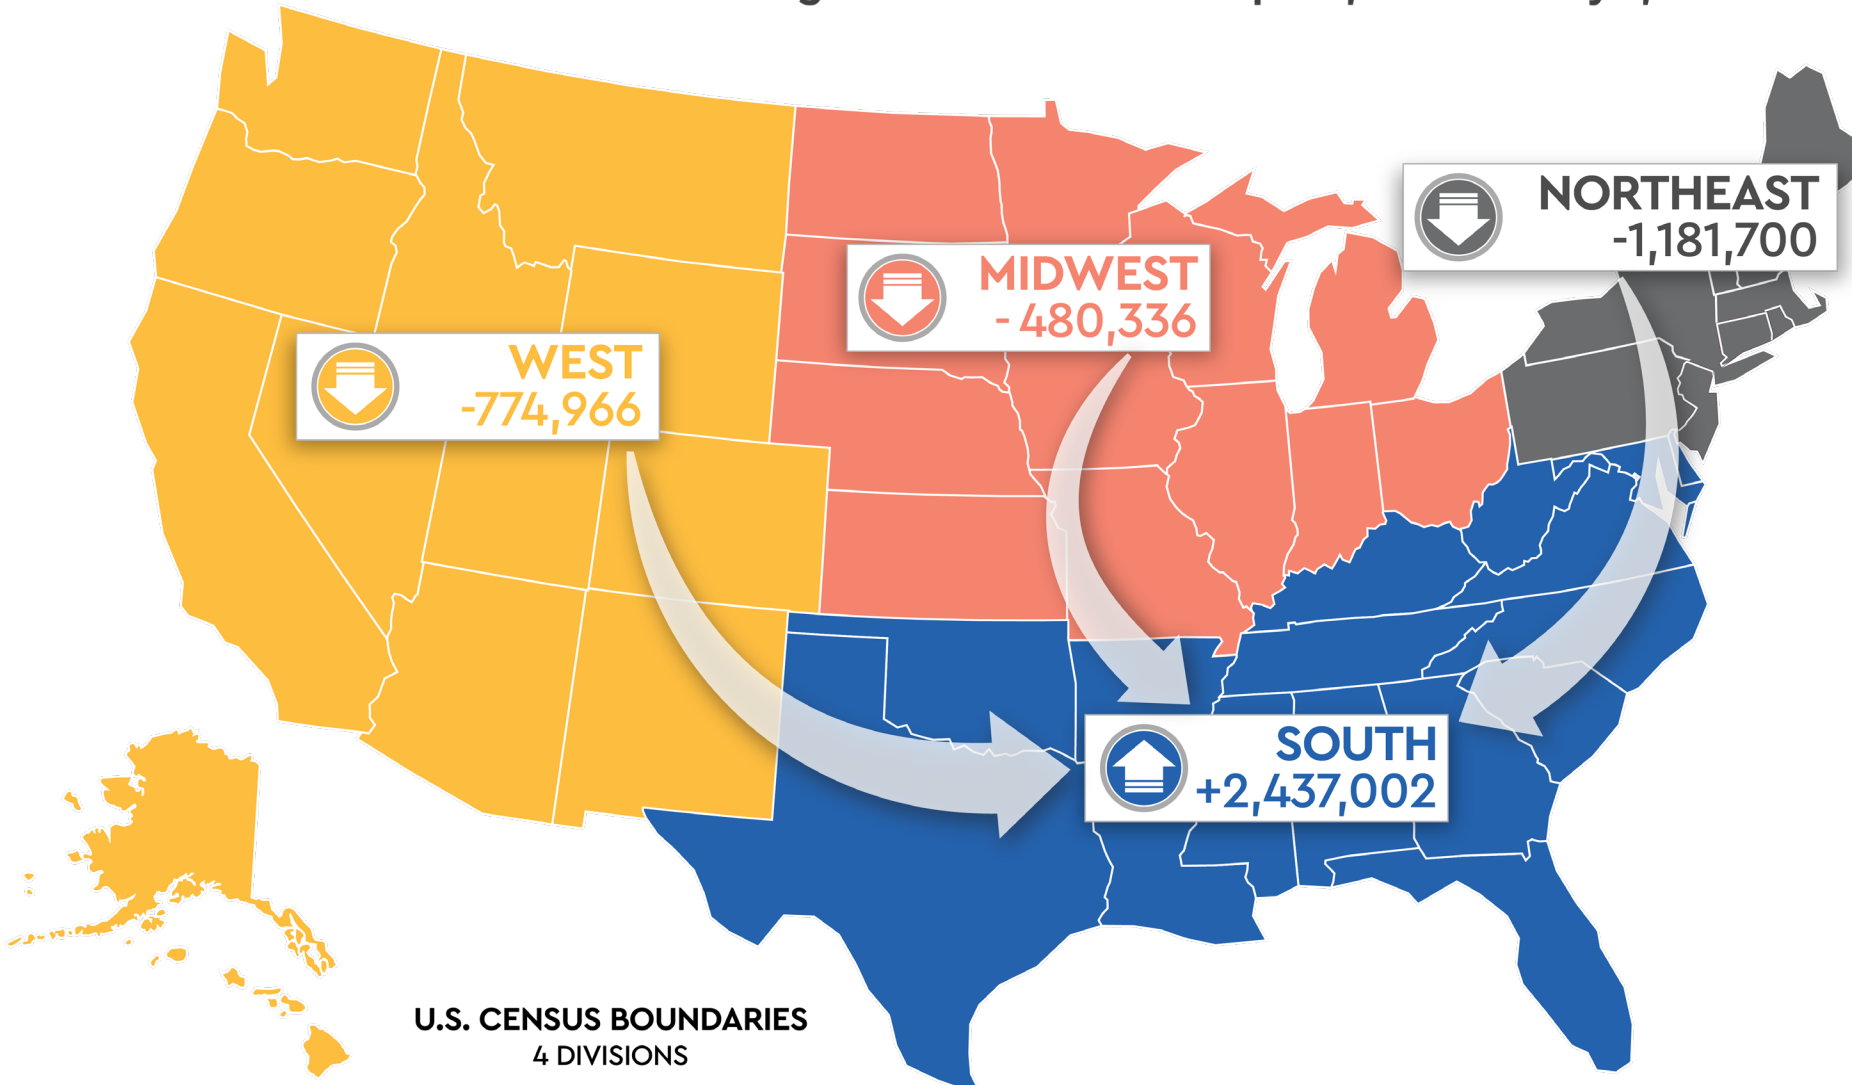 NORTHEAST
-1,181,700
MIDWEST
- 480,336
WEST
-774,966
SOUTH
+2,437,002
U.S. CENSUS BOUNDARIES
4 DIVISIONS